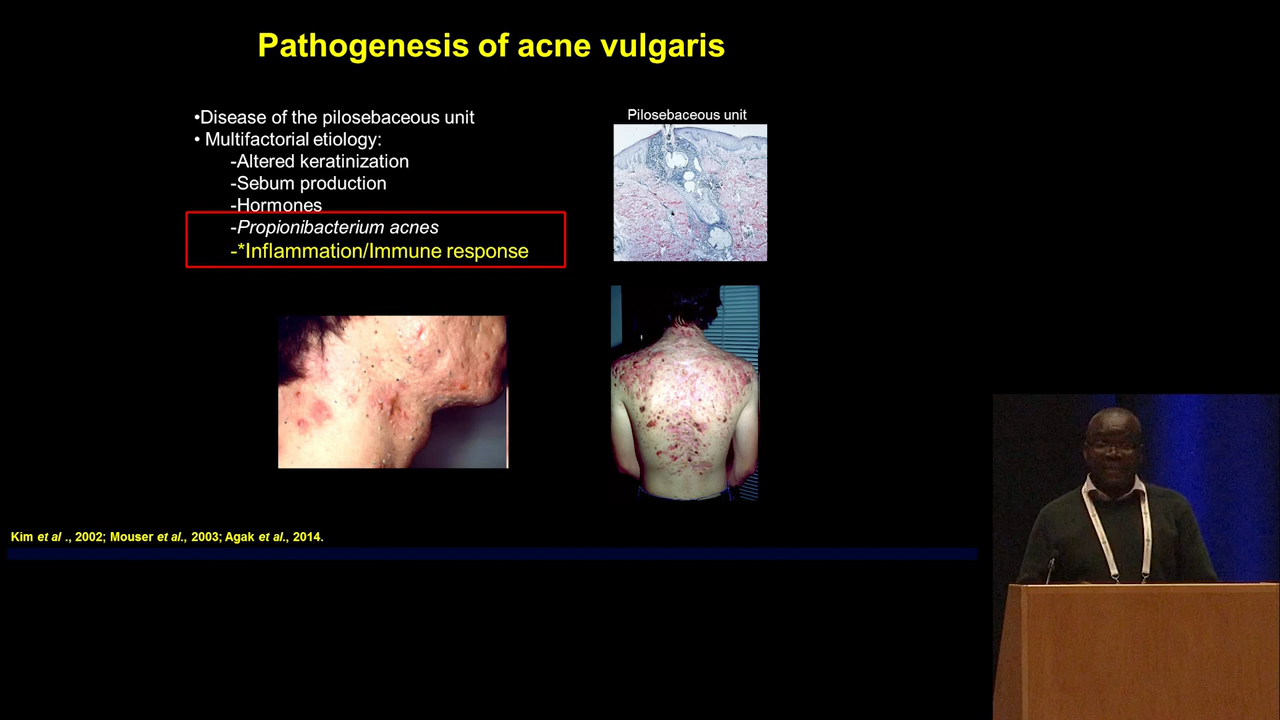 Pathogenesis of acne vulgaris
•Disease of the pilosebaceous unit
• Multifactorial etiology:
-Altered keratinization
-Sebum production
-Hormones
-Propionibacterium acnes
-*Inflammation/Immune response
Pilosebaceous unit
Kim et al ., 2002; Mouser et al., 2003; Agak et al., 2014.